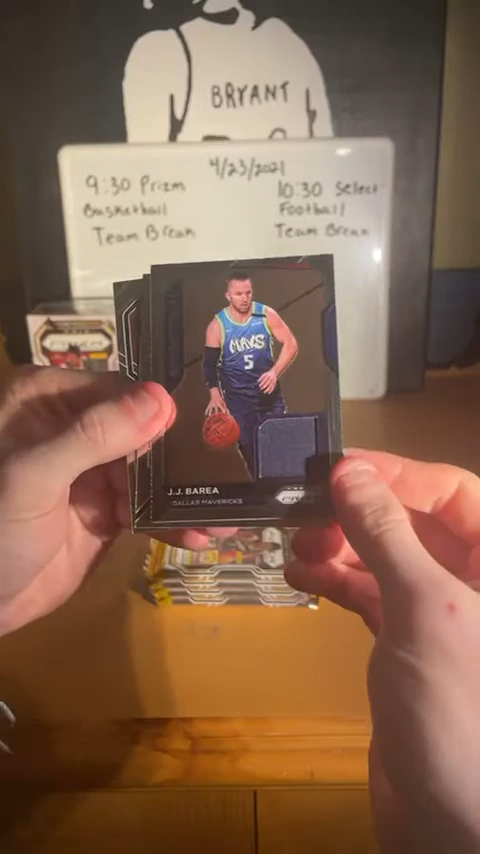 BRYANT
4/23/2021
9:30 Prizm
Basketball
Team Break
10:30 Select
Football
Team Break
MAVS
5
J.J. BAREA
DALLAS MAVERICKS
PRIZM